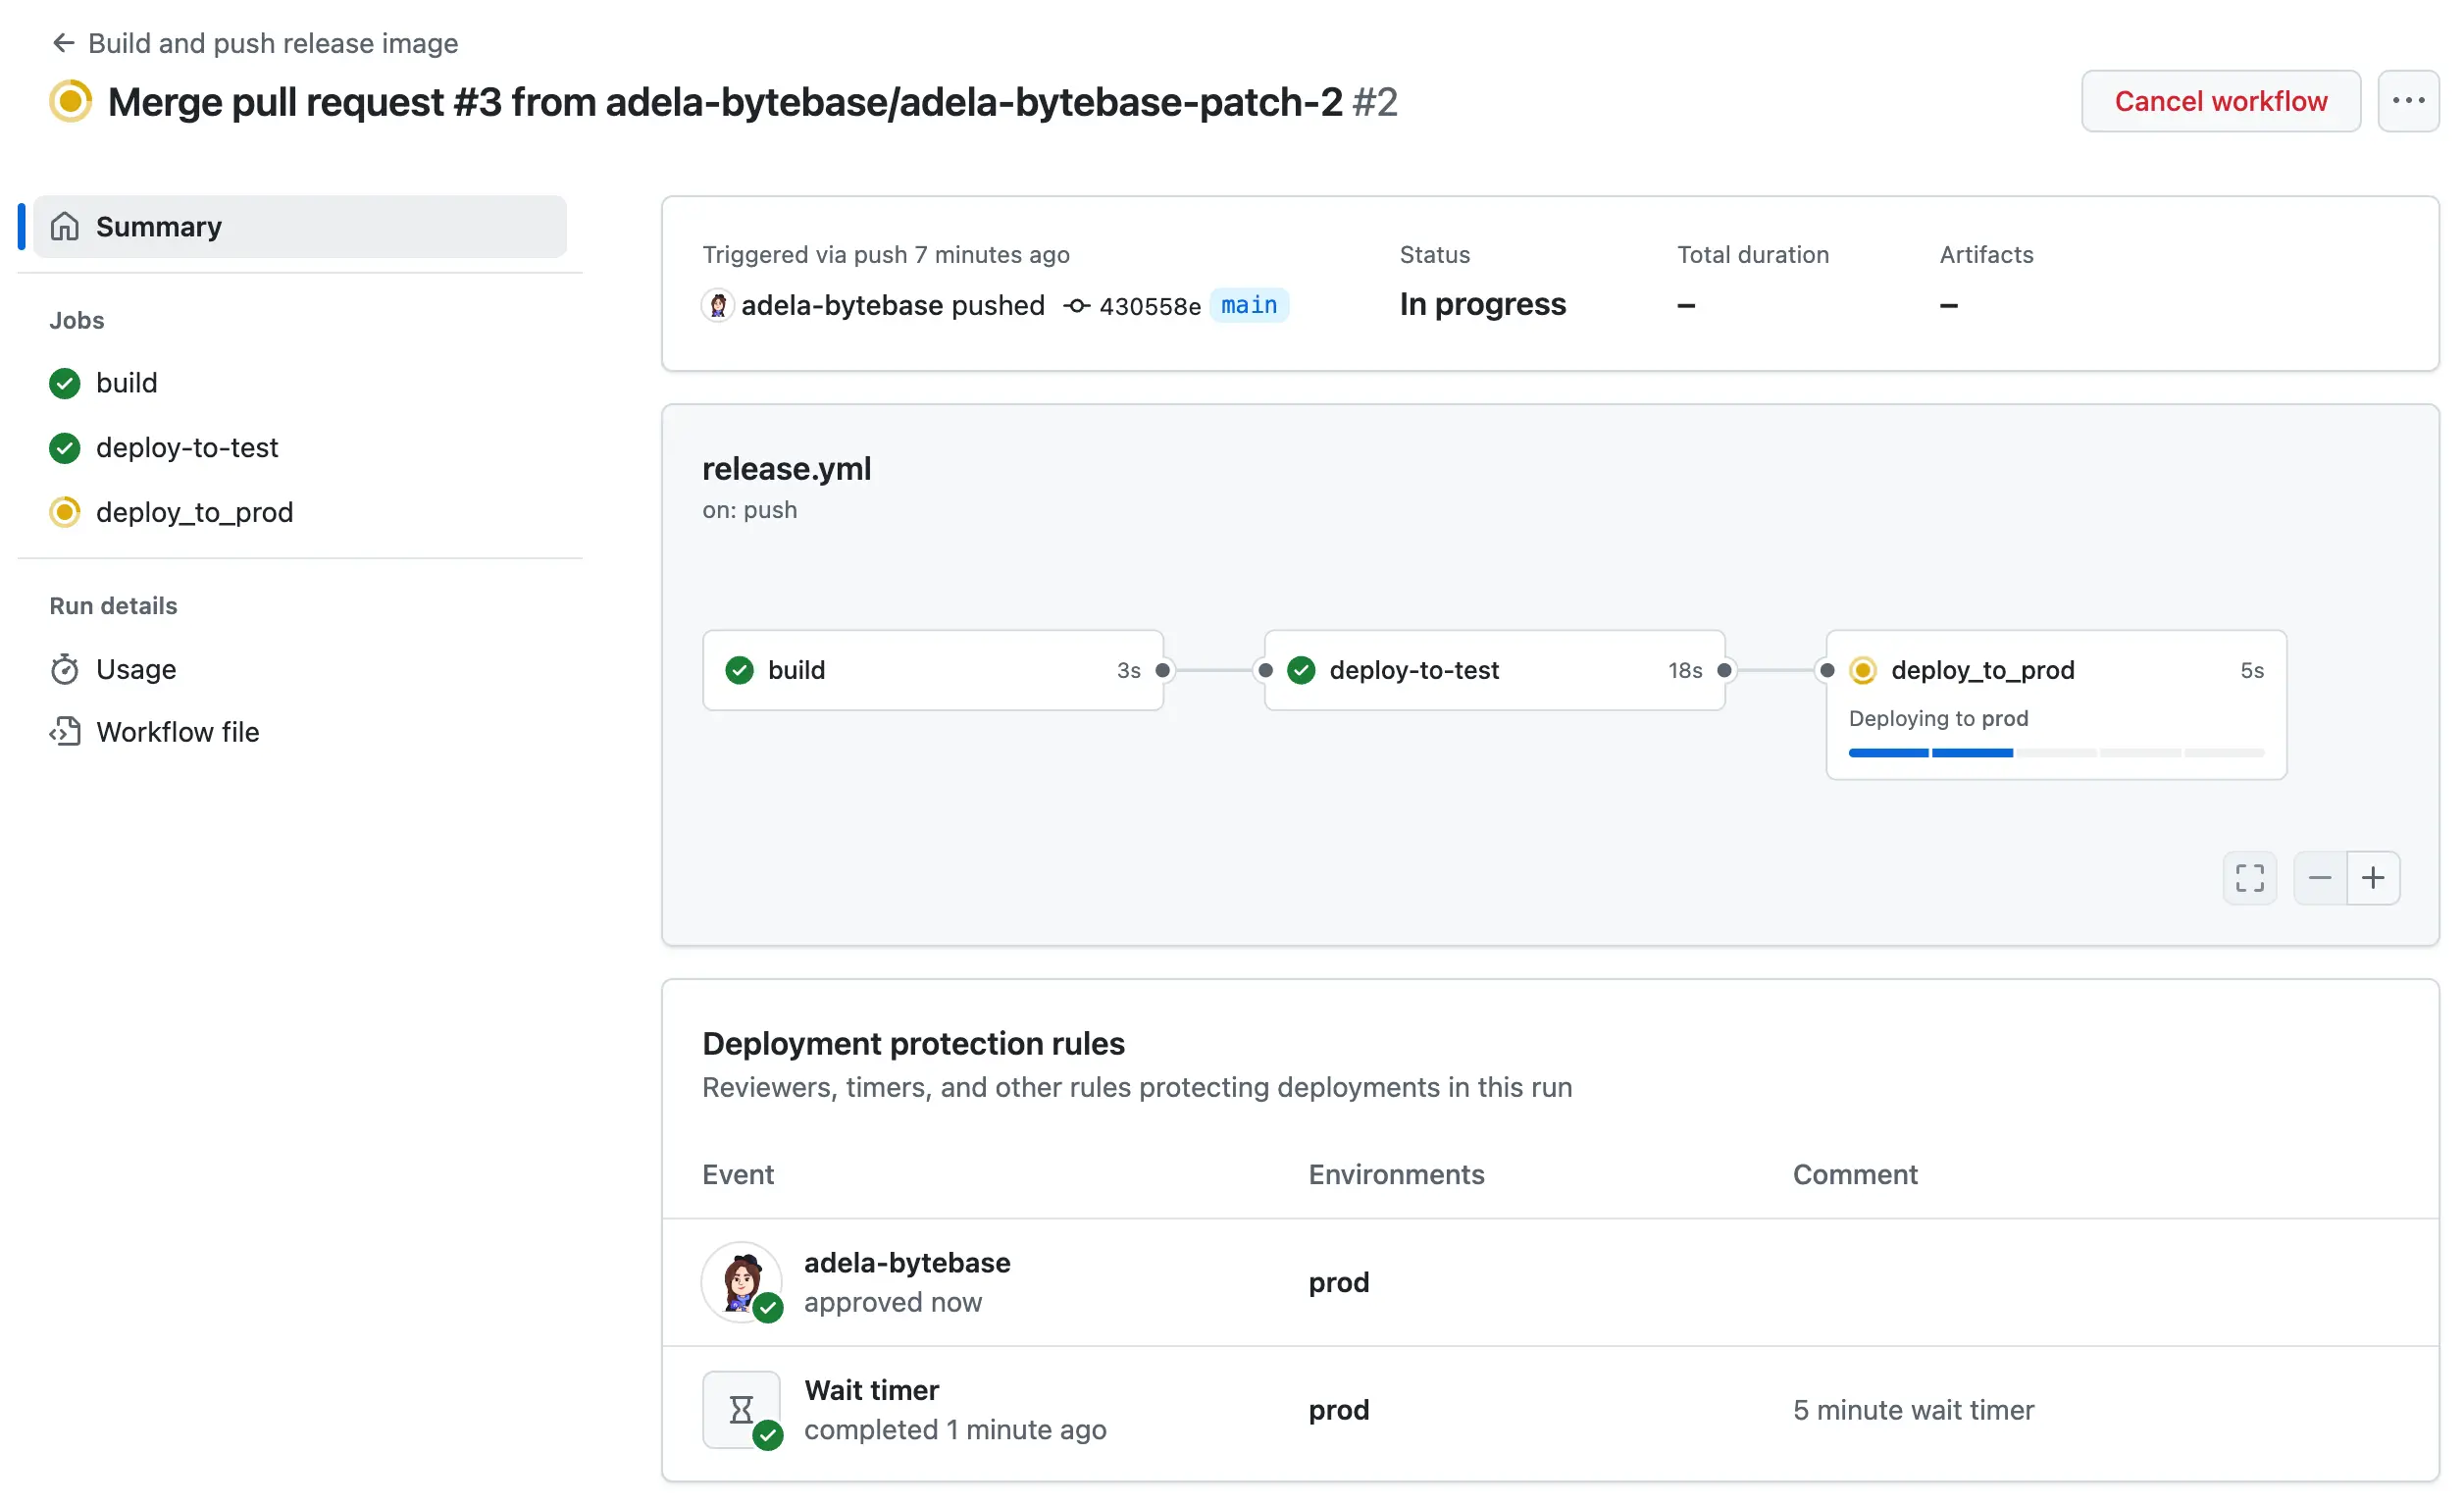 Build and push release image
Merge pull request #3 from adela-bytebase/adela-bytebase-patch-2 #2
Cancel workflow
Summary
Jobs
build
deploy-to-test
deploy_to_prod
Run details
Usage
Workflow file
Triggered via push 7 minutes ago
adela-bytebase pushed 430558e main
Status
In progress
Total duration
–
Artifacts
–
release.yml
on: push
build 3s
deploy-to-test 18s
deploy_to_prod 5s
Deploying to prod
Deployment protection rules
Reviewers, timers, and other rules protecting deployments in this run
Event Environments Comment
adela-bytebase
approved now
prod
Wait timer
completed 1 minute ago
prod
5 minute wait timer